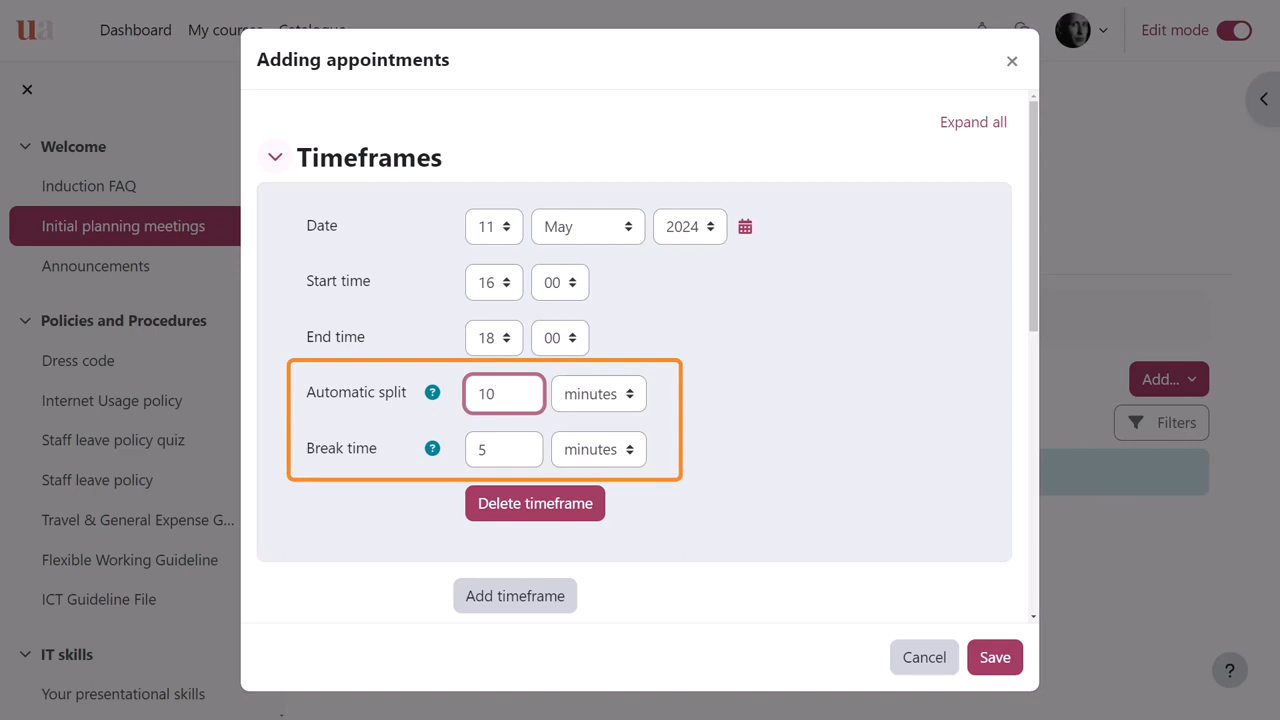 ua
Dashboard My cour
Adding appointments
Edit mode
Expand all
Welcome
Timeframes
Induction FAQ
Date 11 May 2024
Initial planning meetings
Announcements
Start time 16 00
Policies and Procedures
End time 18 00
Dress code
Automatic split ? 10 minutes
Add...
Internet Usage policy
Filters
Staff leave policy quiz
Break time ? 5 minutes
Staff leave policy
Delete timeframe
Travel & General Expense G...
Flexible Working Guideline
ICT Guideline File
Add timeframe
IT skills
Cancel Save
?
Your presentational skills